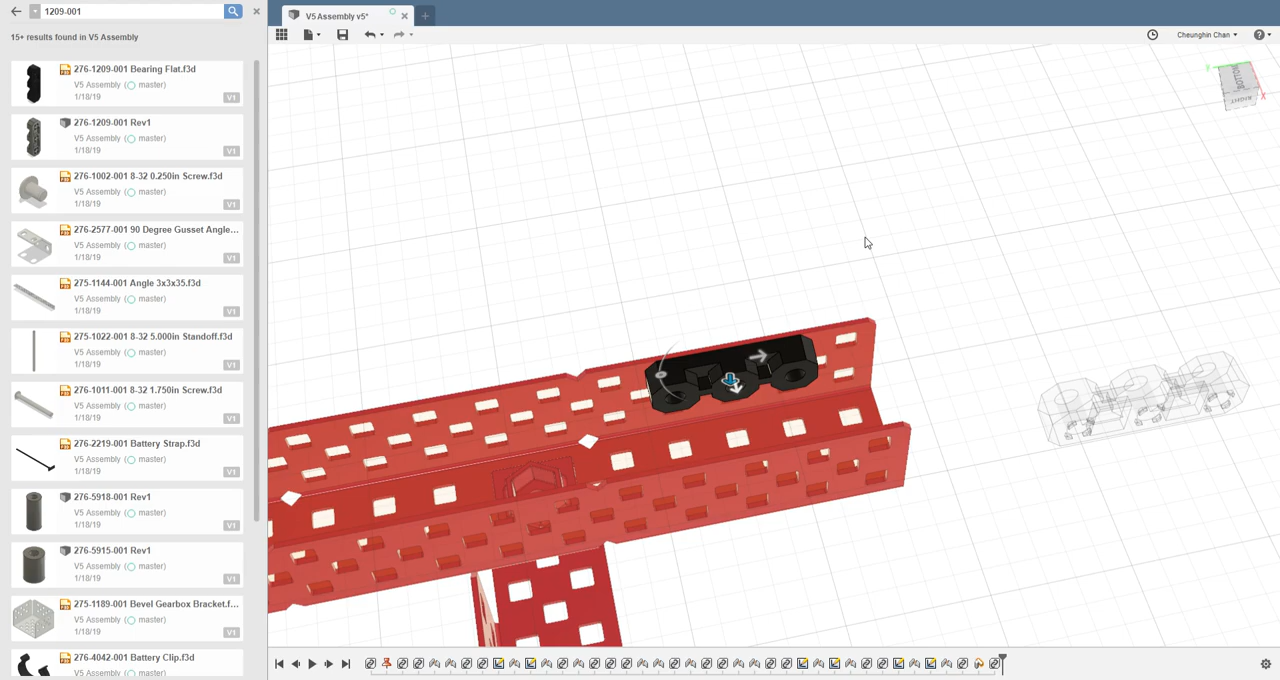 1209-001
V5 Assembly v5*
15+ results found in V5 Assembly
Cheunghin Chan
276-1209-001 Bearing Flat.f3d
V5 Assembly (master)
1/18/19
V1
276-1209-001 Rev1
V5 Assembly (master)
1/18/19
V1
276-1002-001 8-32 0.250in Screw.f3d
V5 Assembly (master)
1/18/19
V1
276-2577-001 90 Degree Gusset Angle...
V5 Assembly (master)
1/18/19
V1
275-1144-001 Angle 3x3x35.f3d
V5 Assembly (master)
1/18/19
V1
275-1022-001 8-32 5.000in Standoff.f3d
V5 Assembly (master)
1/18/19
V1
276-1011-001 8-32 1.750in Screw.f3d
V5 Assembly (master)
1/18/19
V1
276-2219-001 Battery Strap.f3d
V5 Assembly (master)
1/18/19
V1
276-5918-001 Rev1
V5 Assembly (master)
1/18/19
V1
276-5915-001 Rev1
V5 Assembly (master)
1/18/19
V1
275-1189-001 Bevel Gearbox Bracket.f...
V5 Assembly (master)
1/18/19
V1
276-4042-001 Battery Clip.f3d
V5 Assembly (master)
BOTTOM
RIGHT
X
Y